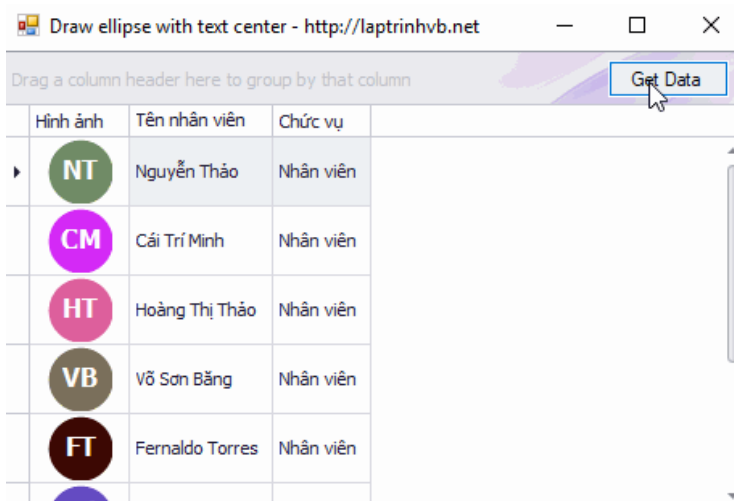 Draw ellipse with text center - http://laptrinhvb.net
Drag a column header here to group by that column
Get Data
Hình ảnh Tên nhân viên Chức vụ
NT Nguyễn Thảo Nhân viên
CM Cái Trí Minh Nhân viên
HT Hoàng Thị Thảo Nhân viên
VB Võ Sơn Băng Nhân viên
FT Fernaldo Torres Nhân viên